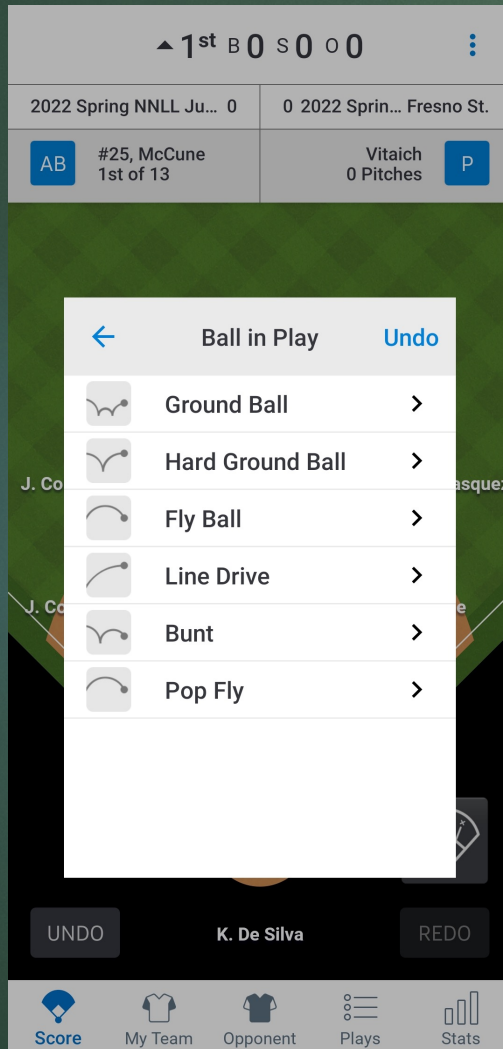 1st B 0 S 0 O 0
2022 Spring NNLL Ju... 0
0 2022 Sprin... Fresno St.
AB
#25, McCune
1st of 13
Vitaich
0 Pitches
P
Ball in Play
Undo
Ground Ball
Hard Ground Ball
J. Co
asquez
Fly Ball
Line Drive
J. Co
e
Bunt
Pop Fly
UNDO
K. De Silva
REDO
Score
My Team
Opponent
Plays
Stats